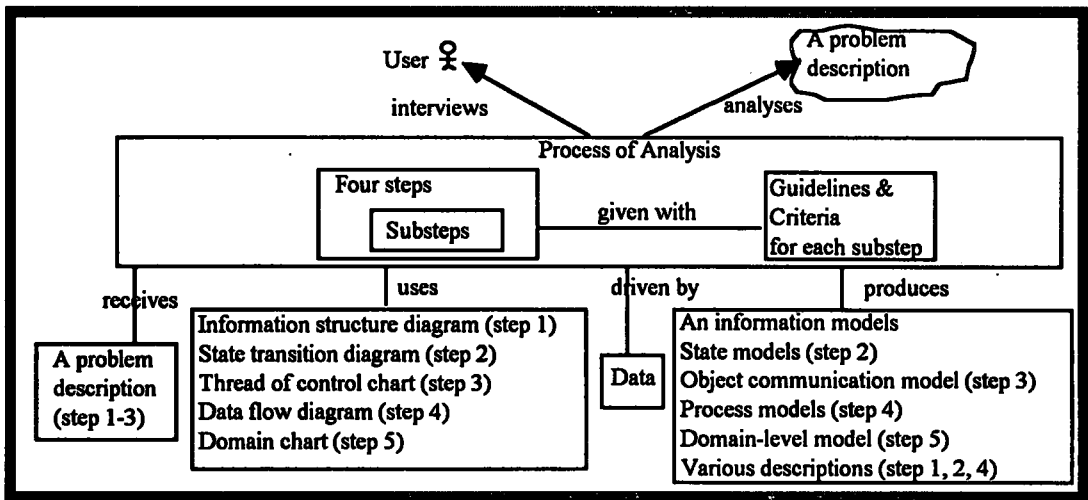 User
A problem
description
interviews
analyses
Process of Analysis
Four steps
Substeps
given with
Guidelines &
Criteria
for each substep
receives
uses
driven by
produces
A problem
description
(step 1-3)
Information structure diagram (step 1)
State transition diagram (step 2)
Thread of control chart (step 3)
Data flow diagram (step 4)
Domain chart (step 5)
Data
An information models
State models (step 2)
Object communication model (step 3)
Process models (step 4)
Domain-level model (step 5)
Various descriptions (step 1, 2, 4)